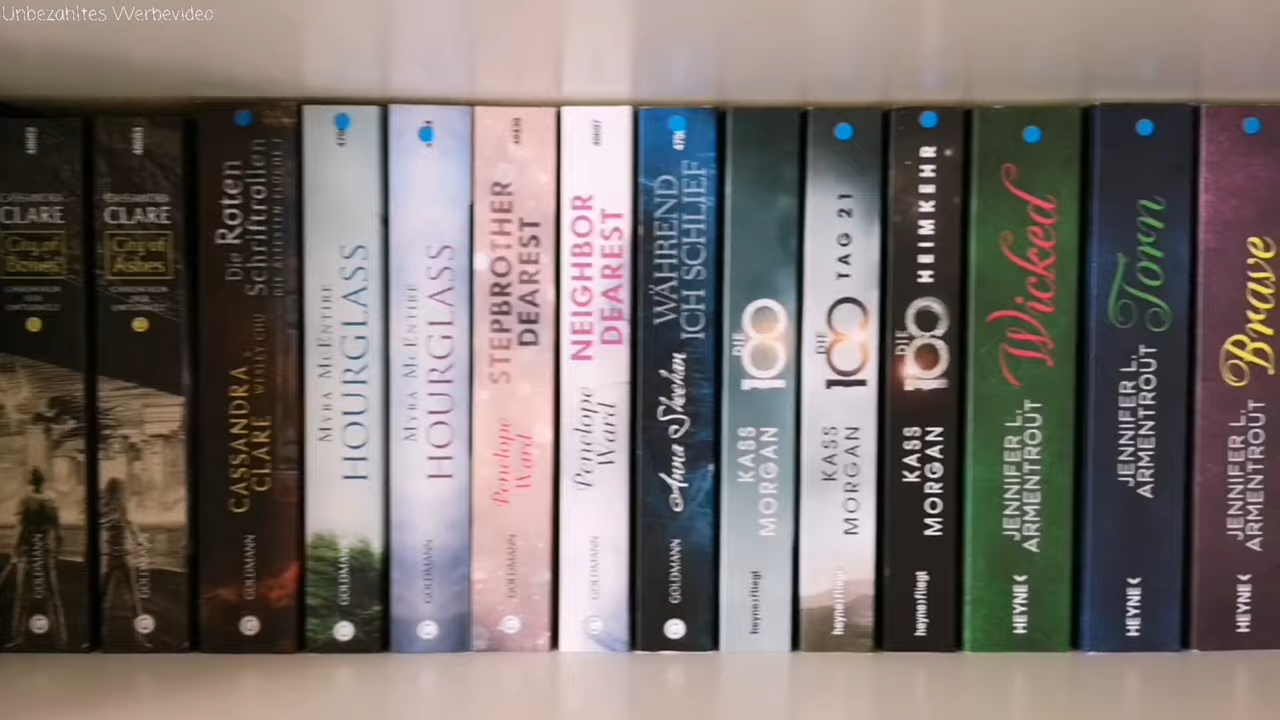 Unbezahltes Werbevideo
CLARE
City of
Bones
GOLDMANN
CLARE
City of
Ashes
GOLDMANN
CASSANDRA
CLARE
Die Roten
Schriftrollen
GOLDMANN
MYRA MCENTIRE
HOURGLASS
GOLDMANN
MYRA MCENTIRE
HOURGLASS
GOLDMANN
Penelope
Ward
STEPBROTHER
DEAREST
GOLDMANN
Penelope
Ward
NEIGHBOR
DEAREST
GOLDMANN
Anna Sheehan
WÄHREND
ICH SCHLIEF
GOLDMANN
KASS
MORGAN
DIE
100
heyne›fliegt
KASS
MORGAN
DIE
100 TAG 21
heyne›fliegt
KASS
MORGAN
DIE
100 HEIMKEHR
heyne›fliegt
JENNIFER L.
ARMENTROUT
Wicked
HEYNE‹
JENNIFER L.
ARMENTROUT
Torn
HEYNE‹
JENNIFER L.
ARMENTROUT
Brave
HEYNE‹